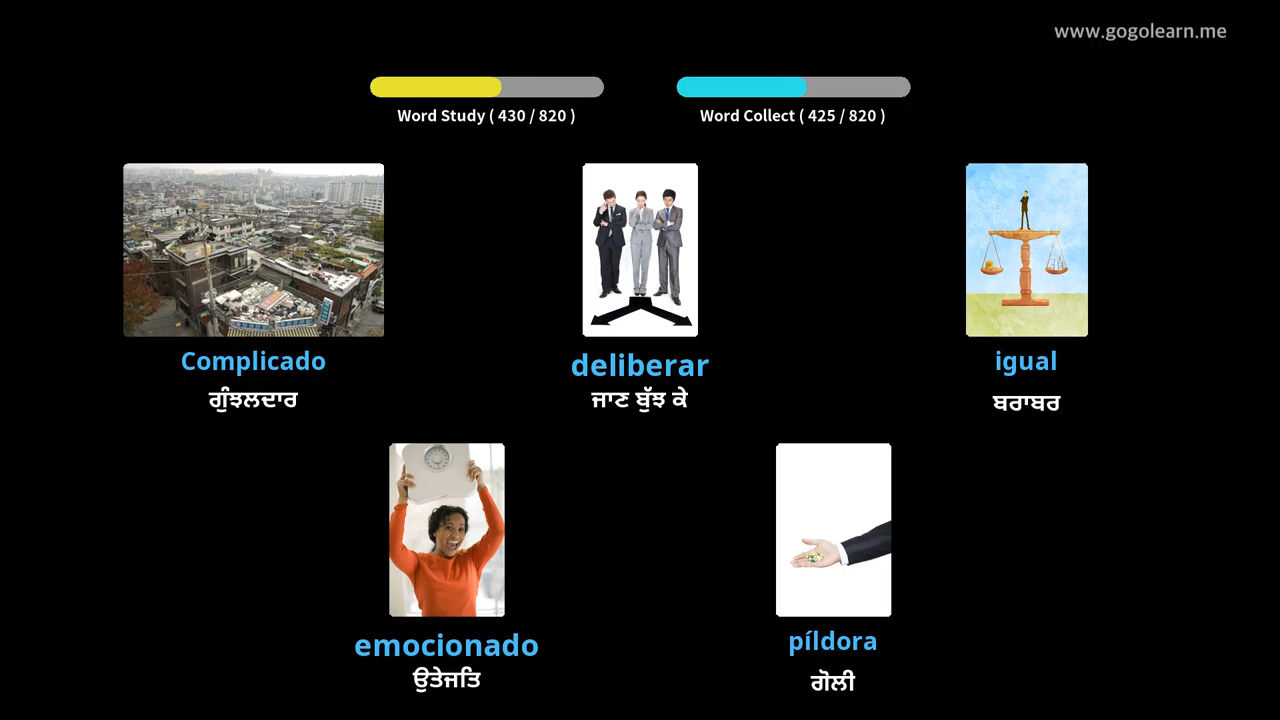 www.gogolearn.me
Word Study ( 430 / 820 )
Word Collect ( 425 / 820 )
Complicado
ਗੁੰਝਲਦਾਰ
deliberar
ਜਾਣ ਬੁੱਝ ਕੇ
igual
ਬਰਾਬਰ
emocionado
ਉਤੇਜਤਿ
píldora
ਗੋਲੀ